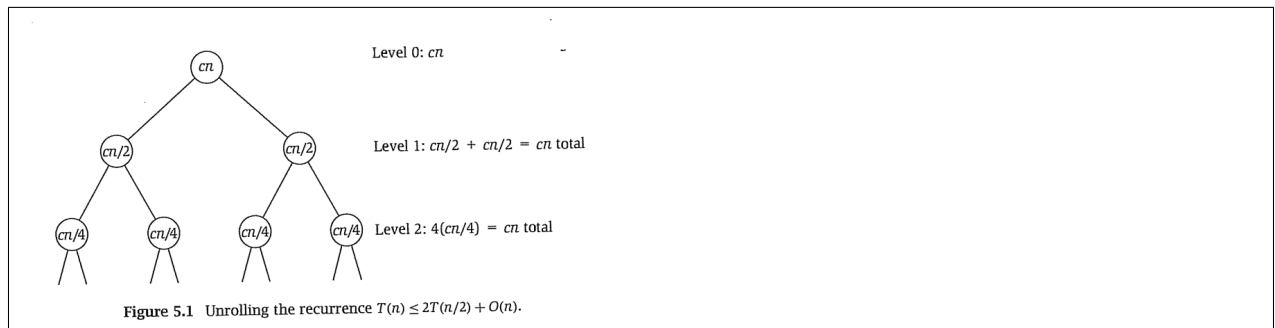 Level 0: cn
cn
Level 1: cn/2 + cn/2 = cn total
cn/2 cn/2
Level 2: 4(cn/4) = cn total
cn/4 cn/4 cn/4 cn/4
Figure 5.1 Unrolling the recurrence T(n) ≤ 2T(n/2) + O(n).